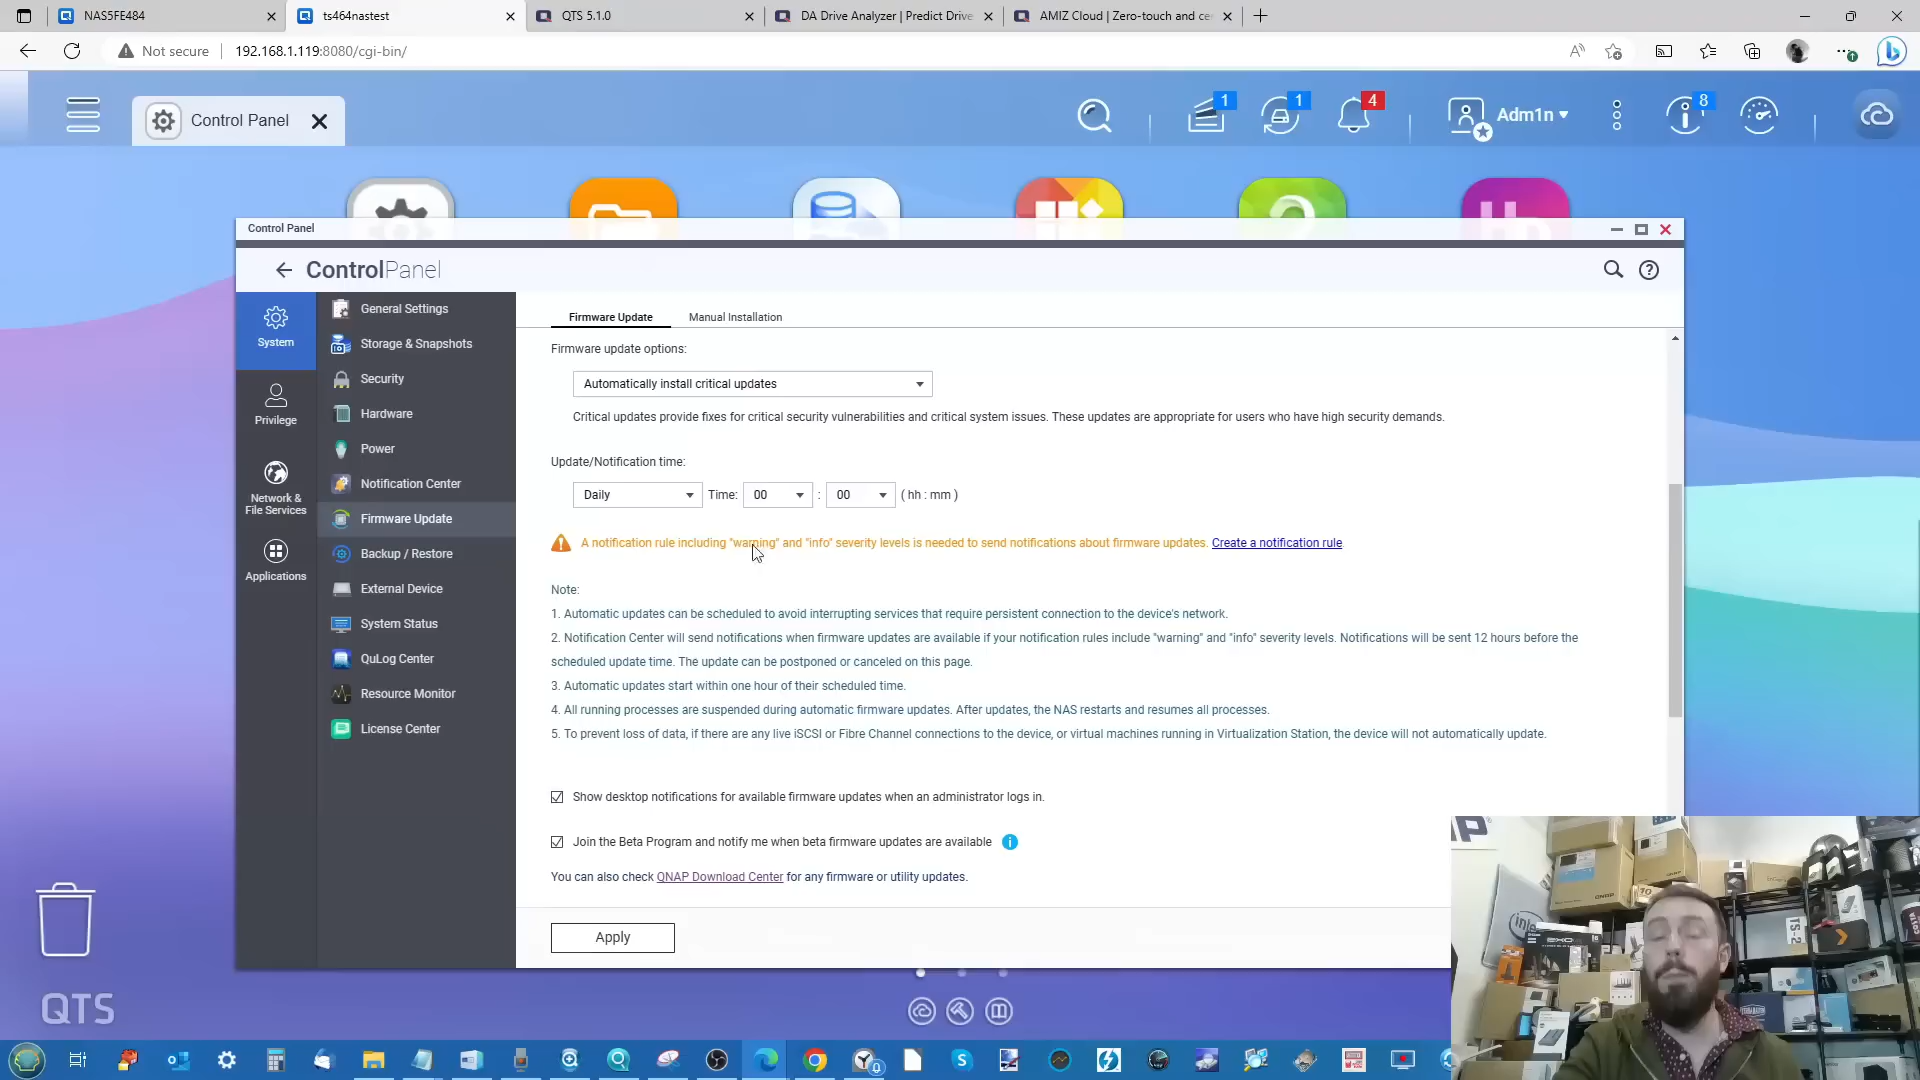 NAS5FE484
ts464nastest
QTS 5.1.0
DA Drive Analyzer | Predict Drive
AMIZ Cloud | Zero-touch and ce
Not secure
192.168.1.119:8080/cgi-bin/
Control Panel
1
1
4
Adm1n
8
Control Panel
ControlPanel
System
Privilege
Network &
File Services
Applications
General Settings
Storage & Snapshots
Security
Hardware
Power
Notification Center
Firmware Update
Backup / Restore
External Device
System Status
QuLog Center
Resource Monitor
License Center
Firmware Update
Manual Installation
Firmware update options:
Automatically install critical updates
Critical updates provide fixes for critical security vulnerabilities and critical system issues. These updates are appropriate for users who have high security demands.
Update/Notification time:
Daily Time: 00 : 00 ( hh : mm )
A notification rule including "warning" and "info" severity levels is needed to send notifications about firmware updates. Create a notification rule
Note:
1. Automatic updates can be scheduled to avoid interrupting services that require persistent connection to the device's network.
2. Notification Center will send notifications when firmware updates are available if your notification rules include "warning" and "info" severity levels. Notifications will be sent 12 hours before the
scheduled update time. The update can be postponed or canceled on this page.
3. Automatic updates start within one hour of their scheduled time.
4. All running processes are suspended during automatic firmware updates. After updates, the NAS restarts and resumes all processes.
5. To prevent loss of data, if there are any live iSCSI or Fibre Channel connections to the device, or virtual machines running in Virtualization Station, the device will not automatically update.
Show desktop notifications for available firmware updates when an administrator logs in.
Join the Beta Program and notify me when beta firmware updates are available
You can also check QNAP Download Center for any firmware or utility updates.
Apply
QTS
intel